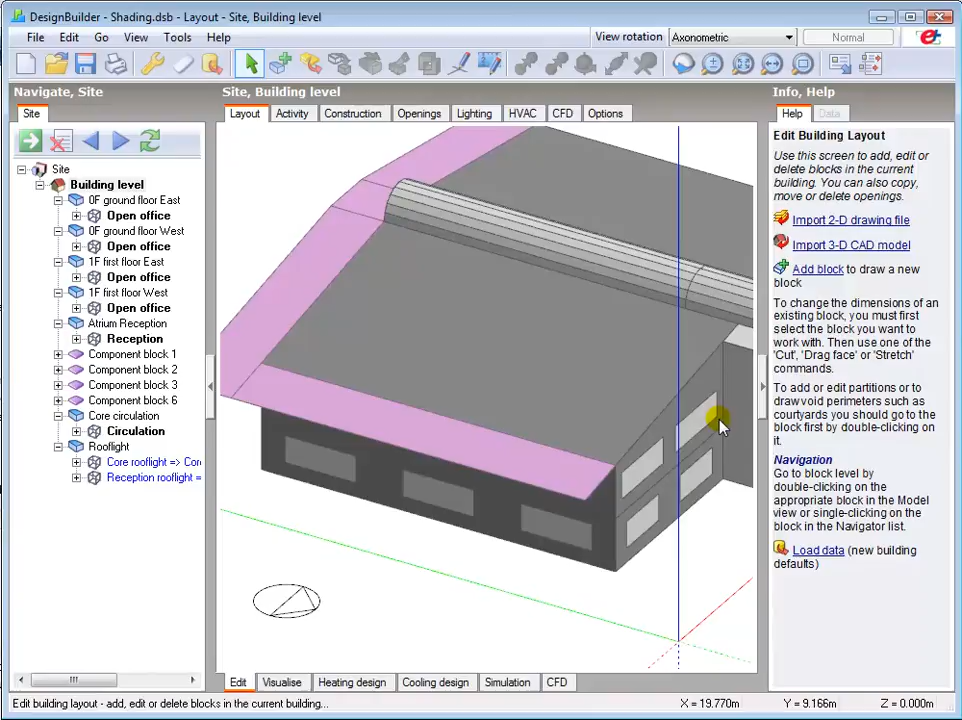 DesignBuilder - Shading.dsb - Layout - Site, Building level
File Edit Go View Tools Help
View rotation Axonometric Normal
Navigate, Site
Site, Building level
Info, Help
Site
Layout Activity Construction Openings Lighting HVAC CFD Options
Help Data
Site
Building level
0F ground floor East
Open office
0F ground floor West
Open office
1F first floor East
Open office
1F first floor West
Open office
Atrium Reception
Reception
Component block 1
Component block 2
Component block 3
Component block 6
Core circulation
Circulation
Rooflight
Core rooflight => Cor
Reception rooflight =
Edit Building Layout
Use this screen to add, edit or
delete blocks in the current
building. You can also copy,
move or delete openings.
Import 2-D drawing file
Import 3-D CAD model
Add block to draw a new
block
To change the dimensions of an
existing block, you must first
select the block you want to
work with. Then use one of the
'Cut', 'Drag face' or 'Stretch'
commands.
To add or edit partitions or to
draw void perimeters such as
courtyards you should go to the
block first by double-clicking on
it.
Navigation
Go to block level by
double-clicking on the
appropriate block in the Model
view or single-clicking on the
block in the Navigator list.
Load data (new building
defaults)
Edit Visualise Heating design Cooling design Simulation CFD
Edit building layout - add, edit or delete blocks in the current building...
X = 19.770m Y = 9.166m Z = 0.000m